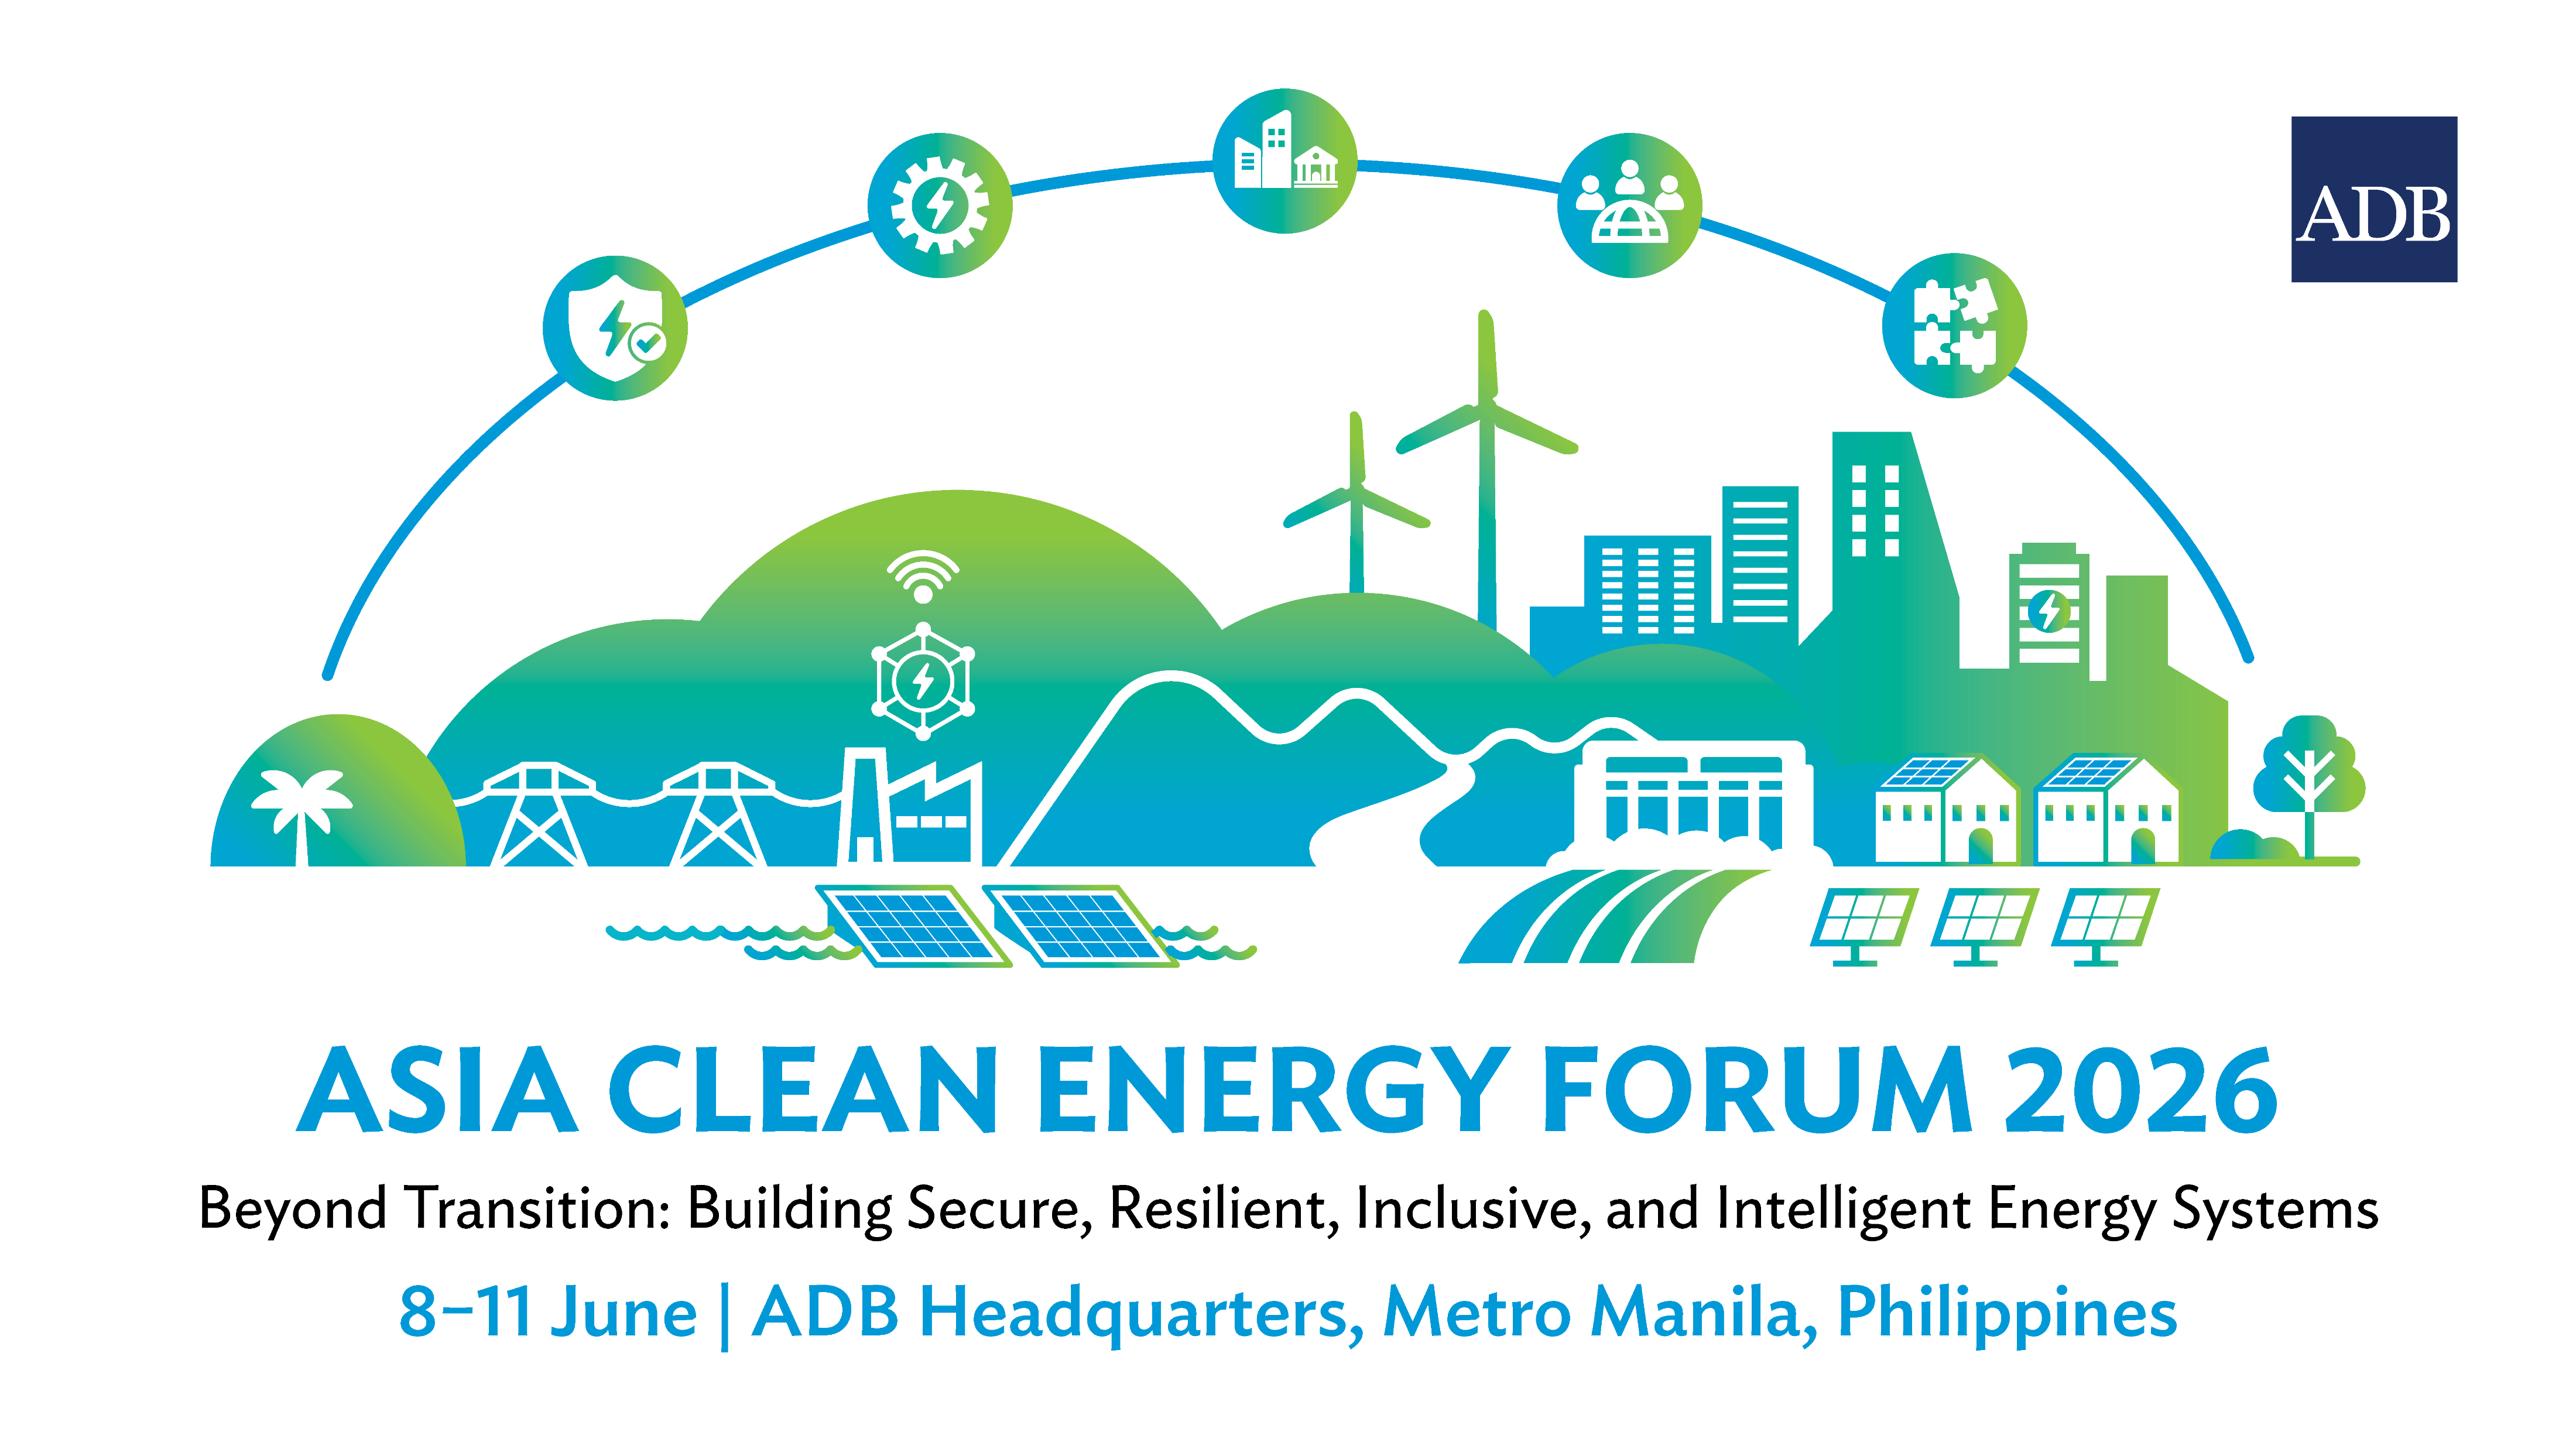 ADB
ASIA CLEAN ENERGY FORUM 2026
Beyond Transition: Building Secure, Resilient, Inclusive, and Intelligent Energy Systems
8–11 June | ADB Headquarters, Metro Manila, Philippines